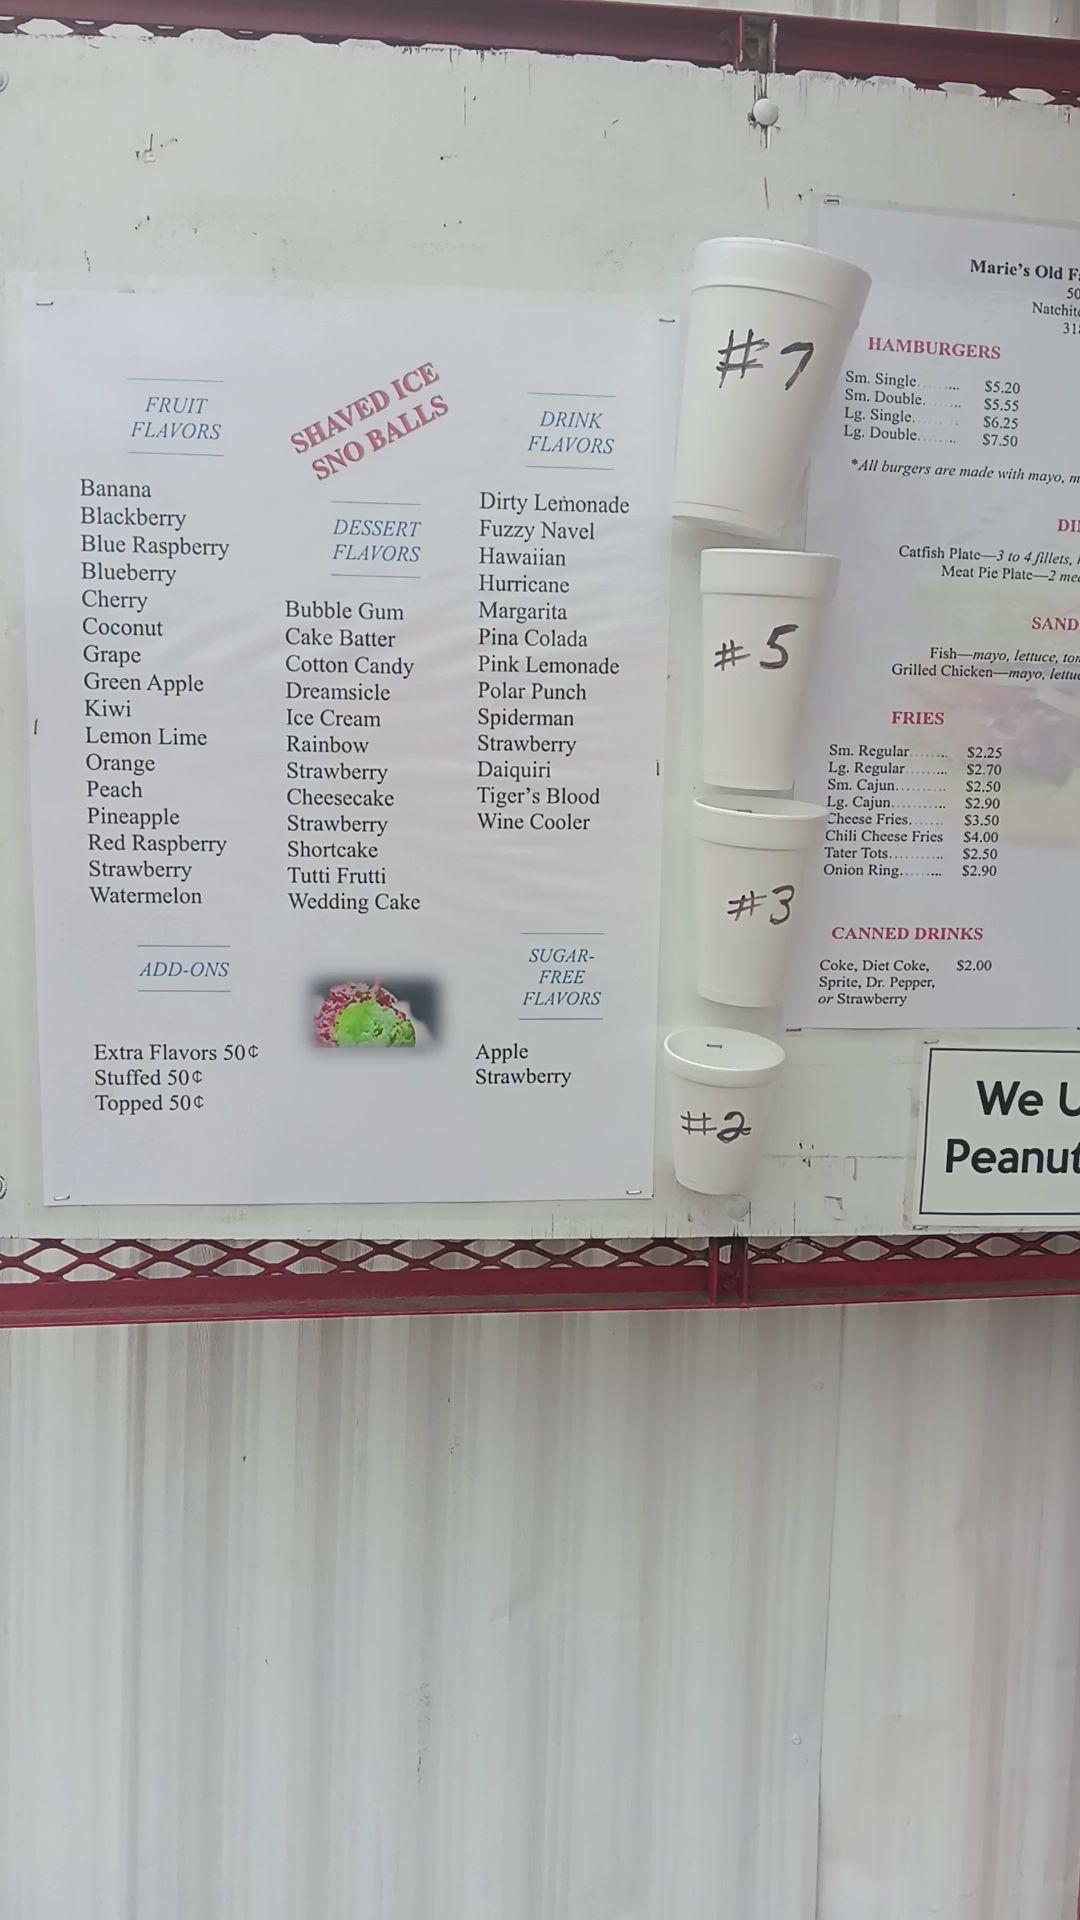 SHAVED ICE
SNO BALLS
FRUIT
FLAVORS
Banana
Blackberry
Blue Raspberry
Blueberry
Cherry
Coconut
Grape
Green Apple
Kiwi
Lemon Lime
Orange
Peach
Pineapple
Red Raspberry
Strawberry
Watermelon
DESSERT
FLAVORS
Bubble Gum
Cake Batter
Cotton Candy
Dreamsicle
Ice Cream
Rainbow
Strawberry
Cheesecake
Strawberry
Shortcake
Tutti Frutti
Wedding Cake
DRINK
FLAVORS
Dirty Lemonade
Fuzzy Navel
Hawaiian
Hurricane
Margarita
Pina Colada
Pink Lemonade
Polar Punch
Spiderman
Strawberry
Daiquiri
Tiger's Blood
Wine Cooler
ADD-ONS
Extra Flavors 50¢
Stuffed 50¢
Topped 50¢
SUGAR-
FREE
FLAVORS
Apple
Strawberry
#7
#5
#3
#2
Marie's Old
HAMBURGERS
Sm. Single........... $5.20
Sm. Double........... $5.55
Lg. Single........... $6.25
Lg. Double........... $7.50
*All burgers are made with mayo,
Catfish Plate—3 to 4 fillets,
Meat Pie Plate—2
Fish—mayo, lettuce,
Grilled Chicken—mayo,
FRIES
Sm. Regular........ $2.25
Lg. Regular........ $2.70
Sm. Cajun.......... $2.50
Lg. Cajun.......... $2.90
Cheese Fries....... $3.50
Chili Cheese Fries $4.00
Tater Tots.......... $2.50
Onion Ring........ $2.90
CANNED DRINKS
Coke, Diet Coke, $2.00
Sprite, Dr. Pepper,
or Strawberry
We
Peanut